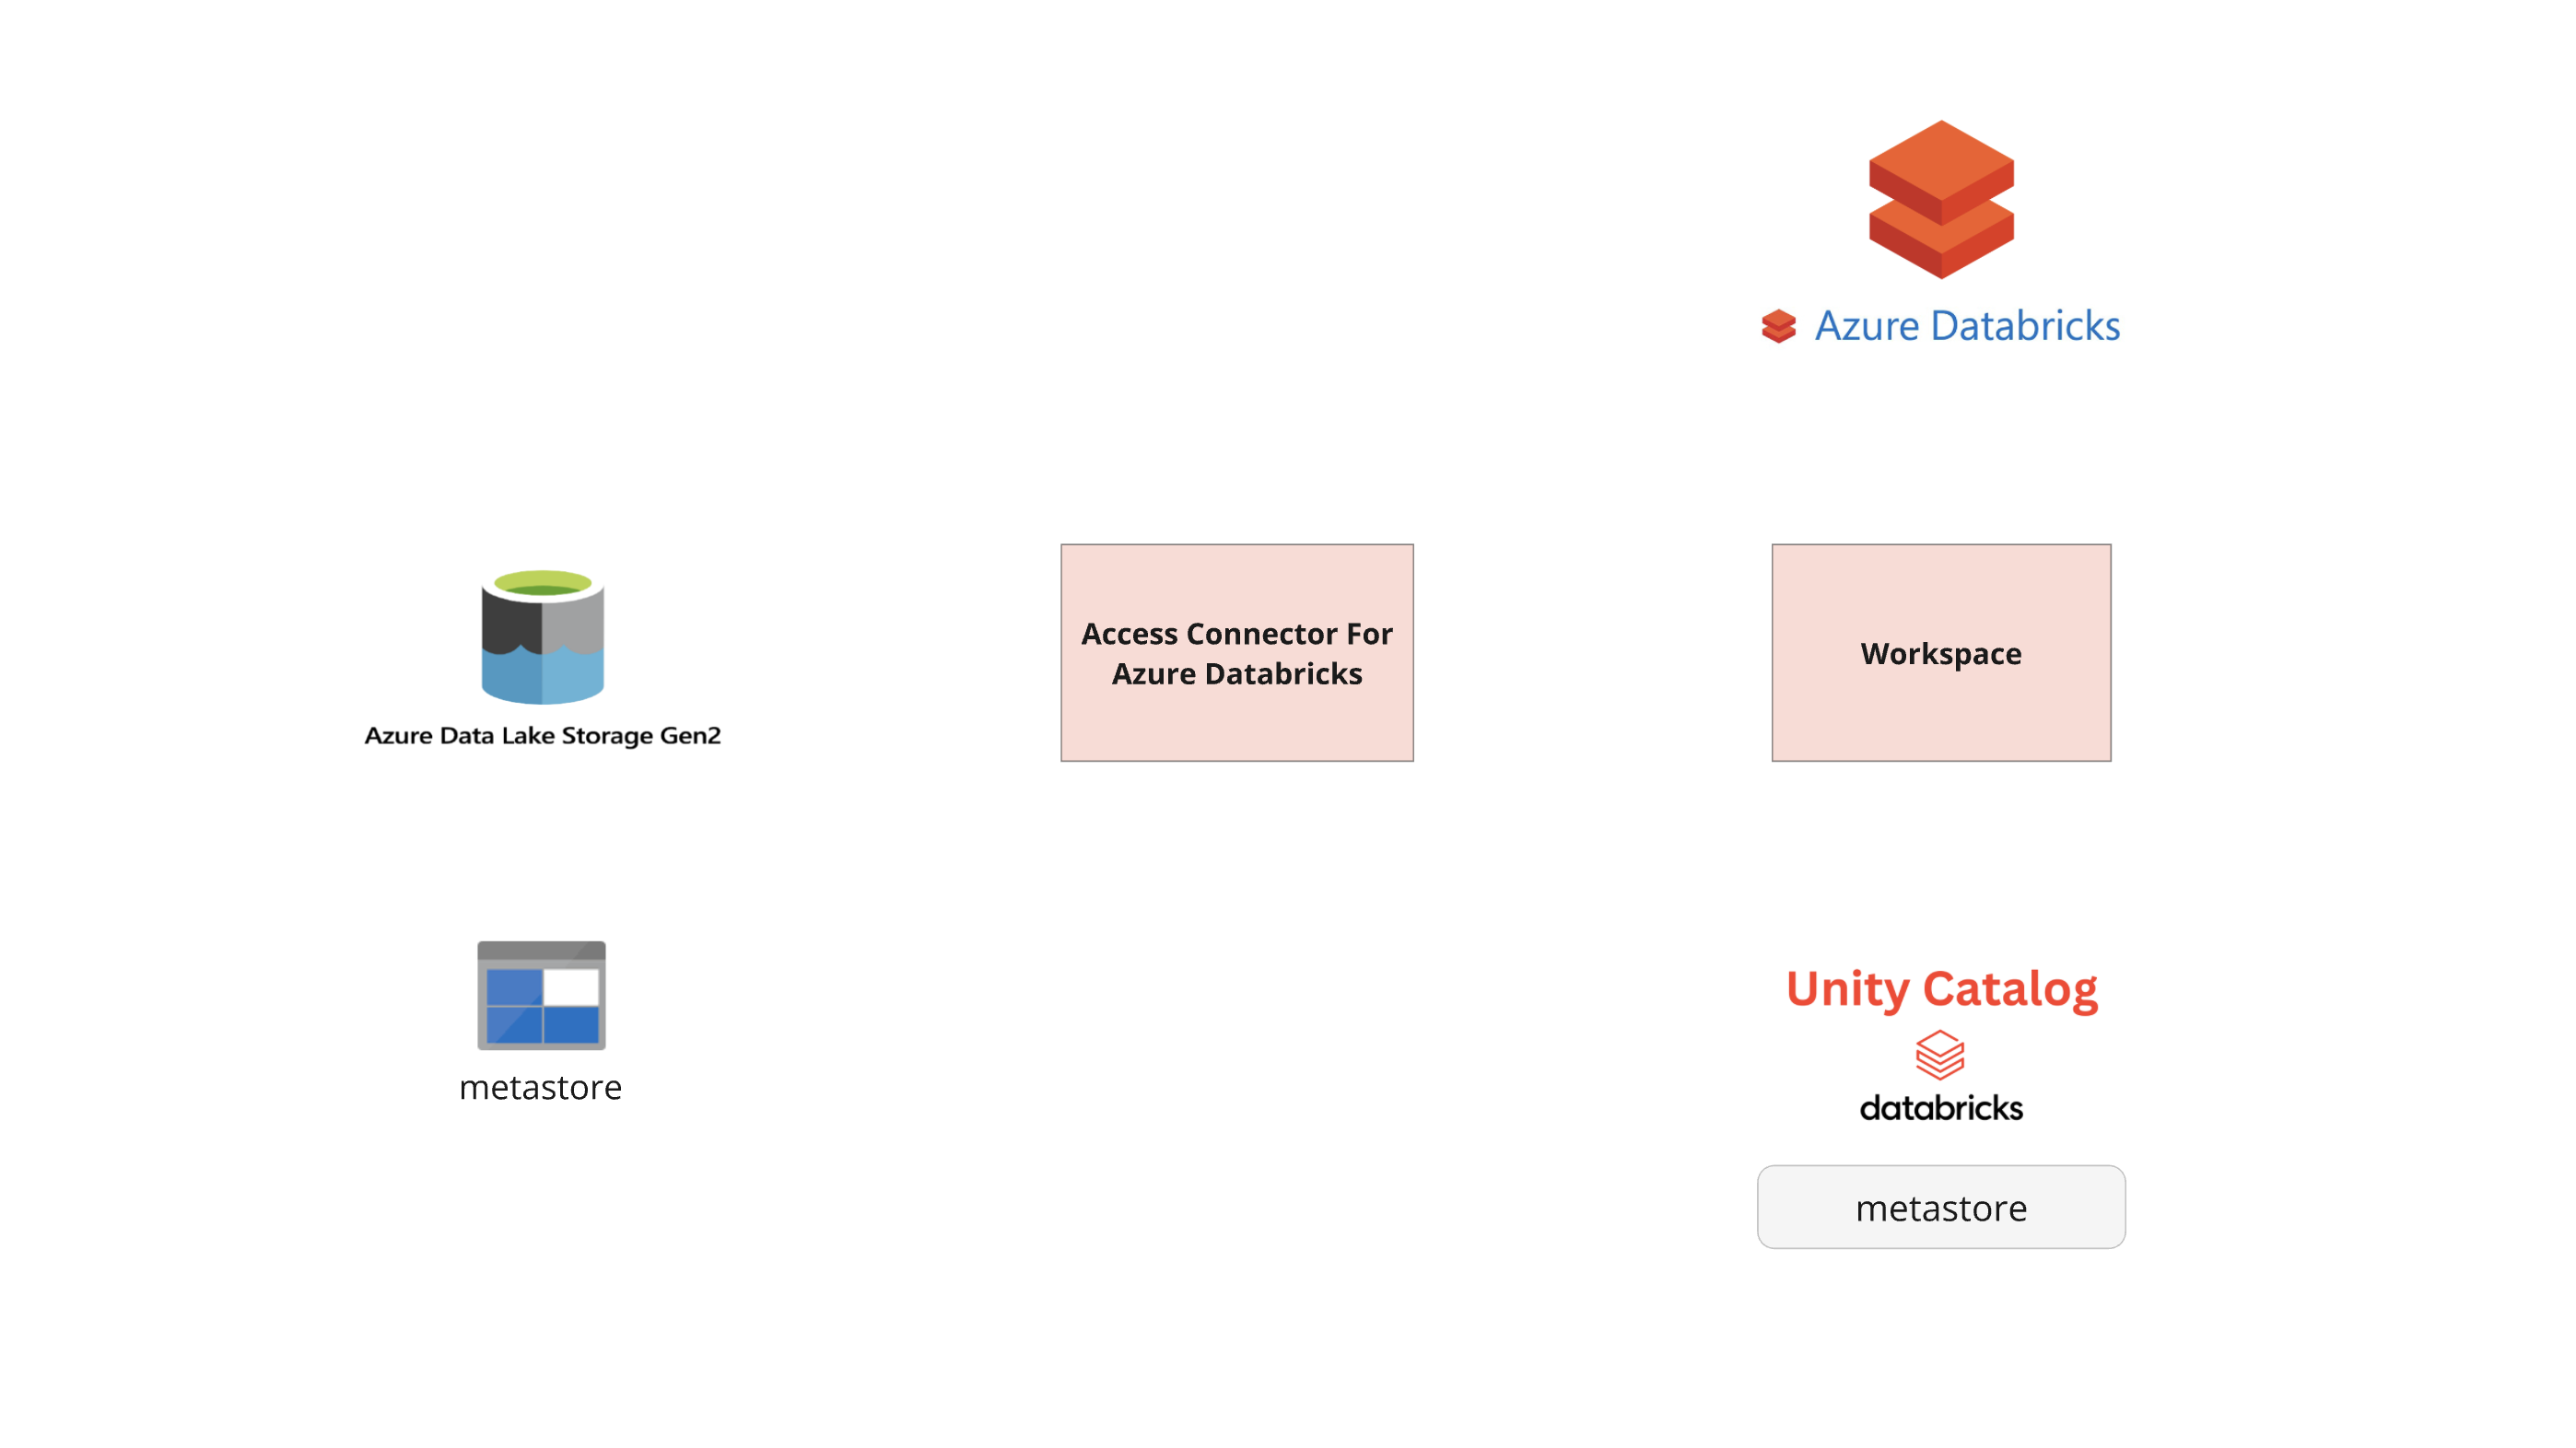 Azure Databricks
Azure Data Lake Storage Gen2
Access Connector For
Azure Databricks
Workspace
metastore
Unity Catalog
databricks
metastore